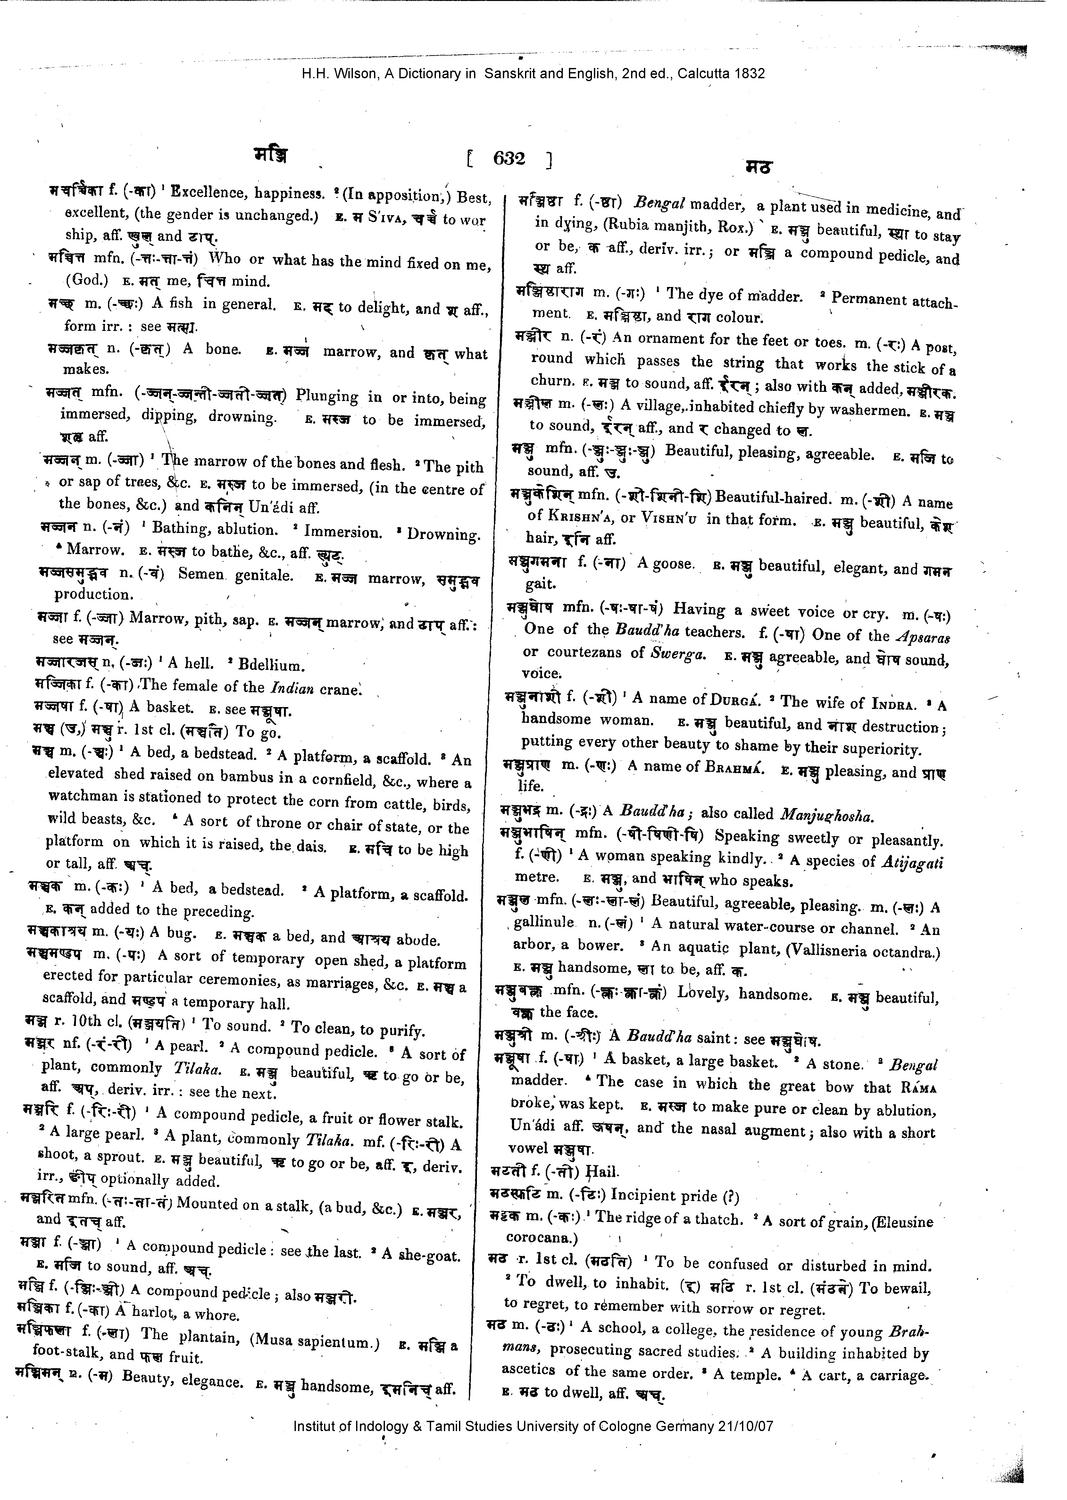 H.H. Wilson, A Dictionary in Sanskrit and English, 2nd ed., Calcutta 1832
मञ्जि
[ 632 ]
मठ
मचर्चिका f. (-का) ¹ Excellence, happiness. ² (In apposition,) Best,
excellent, (the gender is unchanged.) E. म S'IVA, चर्च to wor
ship, aff. ण्वुल् and टाप्.
मच्चित्त mfn. (-त्तः-त्ता-त्तं) Who or what has the mind fixed on me,
(God.) E. मत् me, चित्त mind.
मच्छ m. (-च्छः) A fish in general. E. मद् to delight, and श् aff.,
form irr. : see मत्स्य.
मज्जकृत् n. (-कृत्) A bone. E. मज्ज marrow, and कृत् what
makes.
मज्जत् mfn. (-ज्जन्-ज्जन्ती-ज्जती-ज्जत्) Plunging in or into, being
immersed, dipping, drowning. E. मस्ज to be immersed,
शतृ aff.
मज्जन् m. (-ज्जा) ¹ The marrow of the bones and flesh. ² The pith
or sap of trees, &c. E. मस्ज to be immersed, (in the centre of
the bones, &c.) and कनिन् Un'ádi aff.
मज्जन n. (-नं) ¹ Bathing, ablution. ² Immersion. ³ Drowning.
⁴ Marrow. E. मस्ज to bathe, &c., aff. ल्युट्.
मज्जसमुद्भव n. (-वं) Semen genitale. E. मज्ज marrow, समुद्भव
production.
मज्जा f. (-ज्जा) Marrow, pith, sap. E. मज्जन् marrow, and टाप् aff.:
see मज्जन्.
मज्जारजस् n. (-जः) ¹ A hell. ² Bdellium.
मज्जिका f. (-का) The female of the Indian crane.
मज्जषा f. (-षा) A basket. E. see मञ्जूषा.
मञ्च (उ,) मञ्चु r. 1st cl. (मञ्चति) To go.
मञ्च m. (-ञ्चः) ¹ A bed, a bedstead. ² A platform, a scaffold. ³ An
elevated shed raised on bambus in a cornfield, &c., where a
watchman is stationed to protect the corn from cattle, birds,
wild beasts, &c. ⁴ A sort of throne or chair of state, or the
platform on which it is raised, the dais. E. मचि to be high
or tall, aff. अच्.
मञ्चक m. (-कः) ¹ A bed, a bedstead. ² A platform, a scaffold.
E. कन् added to the preceding.
मञ्चकाश्रय m. (-यः) A bug. E. मञ्चक a bed, and आश्रय abode.
मञ्चमण्डप m. (-पः) A sort of temporary open shed, a platform
erected for particular ceremonies, as marriages, &c. E. मञ्च a
scaffold, and मण्डप a temporary hall.
मञ्ज r. 10th cl. (मञ्जयति) ¹ To sound. ² To clean, to purify.
मञ्जर nf. (-रं-री) ¹ A pearl. ² A compound pedicle. ³ A sort of
plant, commonly Tilaka. E. मञ्जु beautiful, ऋ to go or be,
aff. अप्, deriv. irr. : see the next.
मञ्जरि f. (-रिः-री) ¹ A compound pedicle, a fruit or flower stalk.
² A large pearl. ³ A plant, commonly Tilaka. mf. (-रिः-री) A
shoot, a sprout. E. मञ्जु beautiful, ऋ to go or be, aff. इ, deriv.
irr., ङीप् optionally added.
मञ्जरित mfn. (-तः-ता-तं) Mounted on a stalk, (a bud, &c.) E. मञ्जर,
and इतच् aff.
मञ्जा f. (-ञ्जा) ¹ A compound pedicle : see the last. ² A she-goat.
E. मजि to sound, aff. अच्.
मञ्जि f. (-ञ्जिः-ञ्जी) A compound pedicle ; also मञ्जरी.
मञ्जिका f. (-का) A harlot, a whore.
मञ्जिफला f. (-ला) The plantain, (Musa sapientum.) E. मञ्जि a
foot-stalk, and फल fruit.
मञ्जिमन् n. (-म) Beauty, elegance. E. मञ्जु handsome, इमनिच् aff.
मञ्जिष्ठा f. (-ष्ठा) Bengal madder, a plant used in medicine, and
in dying, (Rubia manjith, Rox.) E. मञ्जु beautiful, स्था to stay
or be, क aff., deriv. irr. ; or मञ्जि a compound pedicle, and
स्थ aff.
मञ्जिष्ठाराग m. (-गः) ¹ The dye of madder. ² Permanent attach-
ment. E. मञ्जिष्ठा, and राग colour.
मञ्जीर n. (-रं) An ornament for the feet or toes. m. (-रः) A post,
round which passes the string that works the stick of a
churn. E. मञ्ज to sound, aff. ईरन् ; also with कन् added, मञ्जीरक.
मञ्जील m. (-लः) A village, inhabited chiefly by washermen. E. मञ्ज
to sound, ईरन् aff., and र changed to ल.
मञ्जु mfn. (-ञ्जुः-ञ्जुः-ञ्जु) Beautiful, pleasing, agreeable. E. मजि to
sound, aff. उ.
मञ्जुकेशिन् mfn. (-शी-शिनी-शि) Beautiful-haired. m. (-शी) A name
of KRISHN'A, or VISHN'U in that form. E. मञ्जु beautiful, केश
hair, इनि aff.
मञ्जुगमना f. (-ना) A goose. E. मञ्जु beautiful, elegant, and गमन
gait.
मञ्जुघोष mfn. (-षः-षा-षं) Having a sweet voice or cry. m. (-षः)
One of the Baudd'ha teachers. f. (-षा) One of the Apsaras
or courtezans of Swerga. E. मञ्जु agreeable, and घोष sound,
voice.
मञ्जुनाशी f. (-शी) ¹ A name of DURGÁ. ² The wife of INDRA. ³ A
handsome woman. E. मञ्जु beautiful, and नाश destruction ;
putting every other beauty to shame by their superiority.
मञ्जुप्राण m. (-णः) A name of BRAHMÁ. E. मञ्जु pleasing, and प्राण
life.
मञ्जुभद्र m. (-द्रः) A Baudd'ha ; also called Manjughosha.
मञ्जुभाषिन् mfn. (-षी-षिणी-षि) Speaking sweetly or pleasantly.
f. (-णी) ¹ A woman speaking kindly. ² A species of Atijagati
metre. E. मञ्जु, and भाषिन् who speaks.
मञ्जुल mfn. (-लः-ला-लं) Beautiful, agreeable, pleasing. m. (-लः) A
gallinule n. (-लं) ¹ A natural water-course or channel. ² An
arbor, a bower. ³ An aquatic plant, (Vallisneria octandra.)
E. मञ्जु handsome, ला to be, aff. क.
मञ्जुवक्त्र mfn. (-क्त्रः-क्त्रा-क्त्रं) Lovely, handsome. E. मञ्जु beautiful,
वक्त्र the face.
मञ्जुश्री m. (-श्रीः) A Baudd'ha saint : see मञ्जुघोष.
मञ्जूषा f. (-षा) ¹ A basket, a large basket. ² A stone. ³ Bengal
madder. ⁴ The case in which the great bow that RÁMA
broke, was kept. E. मस्ज to make pure or clean by ablution,
Un'ádi aff. ऊषन्, and the nasal augment ; also with a short
vowel मञ्जुषा.
मटती f. (-ती) Hail.
मटस्फटि m. (-टिः) Incipient pride (?)
मट्टक m. (-कः) ¹ The ridge of a thatch. ² A sort of grain, (Eleusine
corocana.)
मठ r. 1st cl. (मठति) ¹ To be confused or disturbed in mind.
² To dwell, to inhabit. (इ) मठि r. 1st cl. (मंठते) To bewail,
to regret, to remember with sorrow or regret.
मठ m. (-ठः) ¹ A school, a college, the residence of young Brah-
mans, prosecuting sacred studies. ² A building inhabited by
ascetics of the same order. ³ A temple. ⁴ A cart, a carriage.
E. मठ to dwell, aff. अच्.
Institut of Indology & Tamil Studies University of Cologne Germany 21/10/07